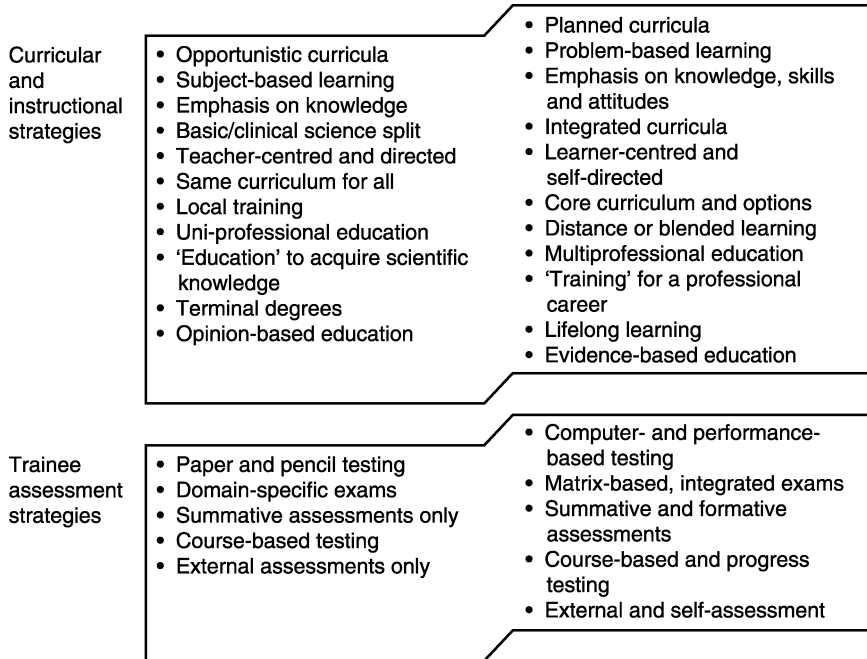 Curricular
and
instructional
strategies
• Opportunistic curricula
• Subject-based learning
• Emphasis on knowledge
• Basic/clinical science split
• Teacher-centred and directed
• Same curriculum for all
• Local training
• Uni-professional education
• ‘Education’ to acquire scientific
knowledge
• Terminal degrees
• Opinion-based education
• Planned curricula
• Problem-based learning
• Emphasis on knowledge, skills
and attitudes
• Integrated curricula
• Learner-centred and
self-directed
• Core curriculum and options
• Distance or blended learning
• Multiprofessional education
• ‘Training’ for a professional
career
• Lifelong learning
• Evidence-based education
Trainee
assessment
strategies
• Paper and pencil testing
• Domain-specific exams
• Summative assessments only
• Course-based testing
• External assessments only
• Computer- and performance-
based testing
• Matrix-based, integrated exams
• Summative and formative
assessments
• Course-based and progress
testing
• External and self-assessment